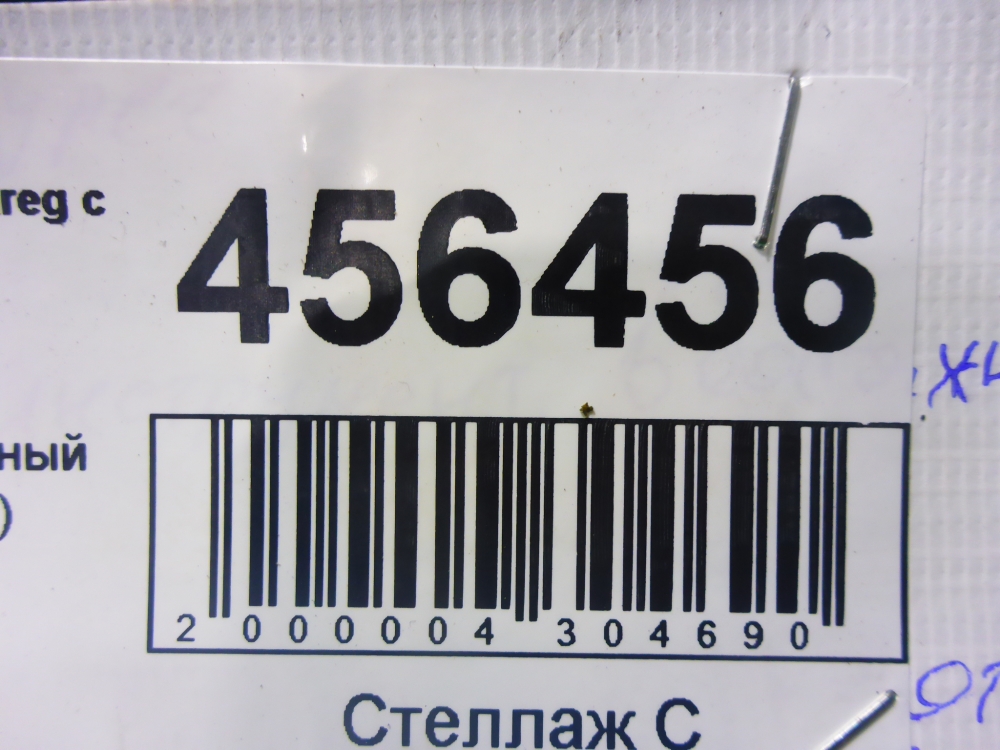 reg c
456456
ный
)
2 000004 304690
Стеллаж С